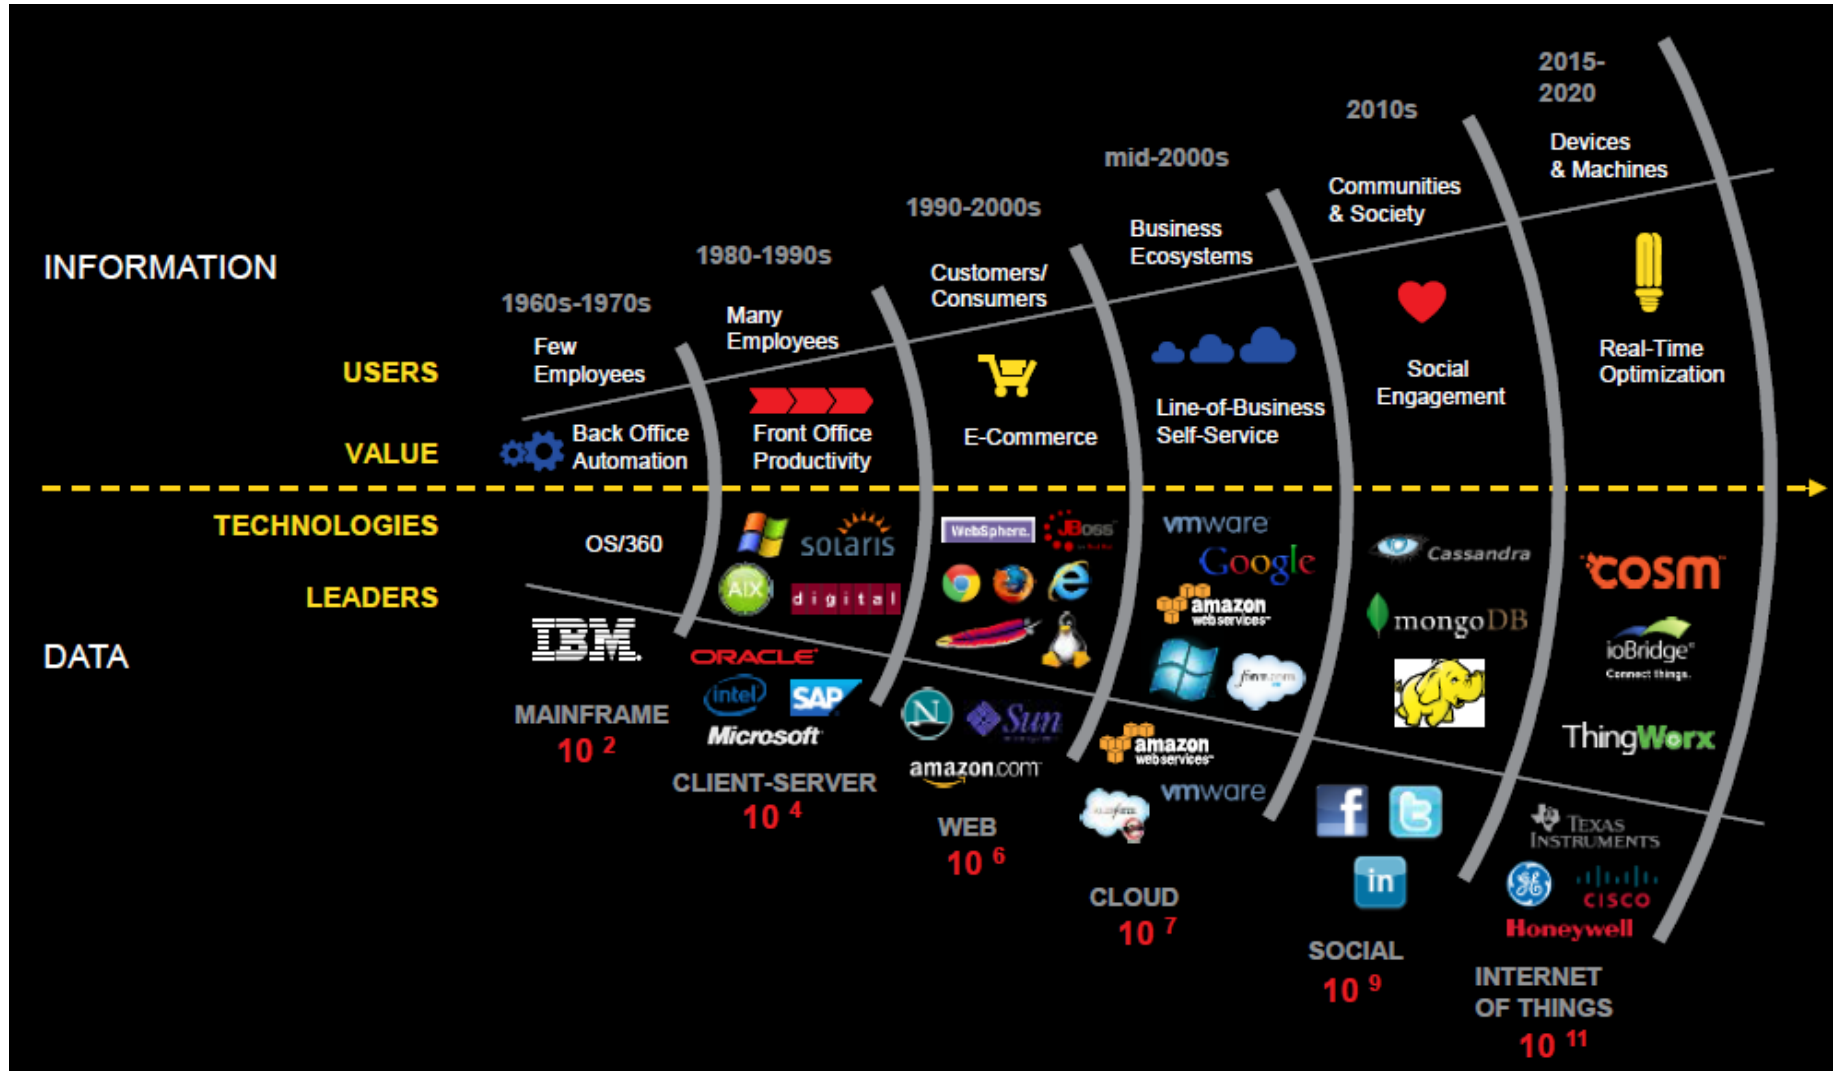 INFORMATION
USERS
VALUE
TECHNOLOGIES
LEADERS
DATA
1960s-1970s
Few
Employees
Back Office
Automation
OS/360
IBM.
MAINFRAME
10 2
1980-1990s
Many
Employees
Front Office
Productivity
solaris
AIX
digital
ORACLE
intel
SAP
Microsoft
CLIENT-SERVER
10 4
1990-2000s
Customers/
Consumers
E-Commerce
WebSphere.
JBoss
N
Sun
amazon.com
WEB
10 6
mid-2000s
Business
Ecosystems
Line-of-Business
Self-Service
vmware
Google
amazon
webservices
force.com
amazon
webservices
vmware
CLOUD
10 7
2010s
Communities
& Society
Social
Engagement
Cassandra
mongoDB
f
t
in
SOCIAL
10 9
2015-
2020
Devices
& Machines
Real-Time
Optimization
cosm
ioBridge
Connect things.
ThingWorx
TEXAS
INSTRUMENTS
GE
CISCO
Honeywell
INTERNET
OF THINGS
10 11